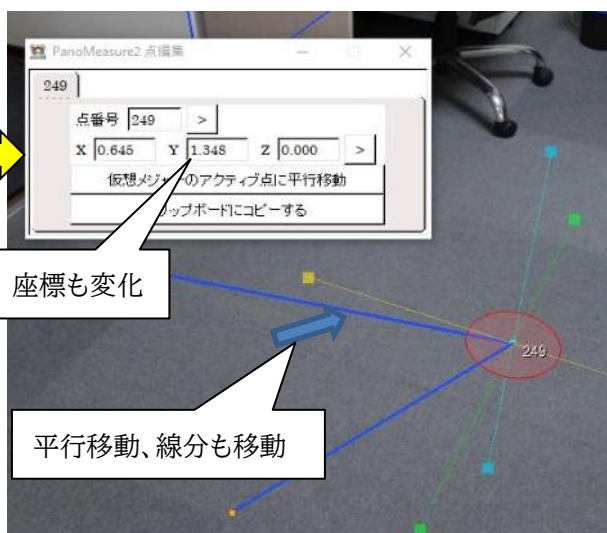 PanoMeasure2 点編集
249
点番号 249 >
X 0.645 Y 1.348 Z 0.000 >
仮想メジャーのアクティブ点に平行移動
クリップボードにコピーする
座標も変化
249
平行移動、線分も移動